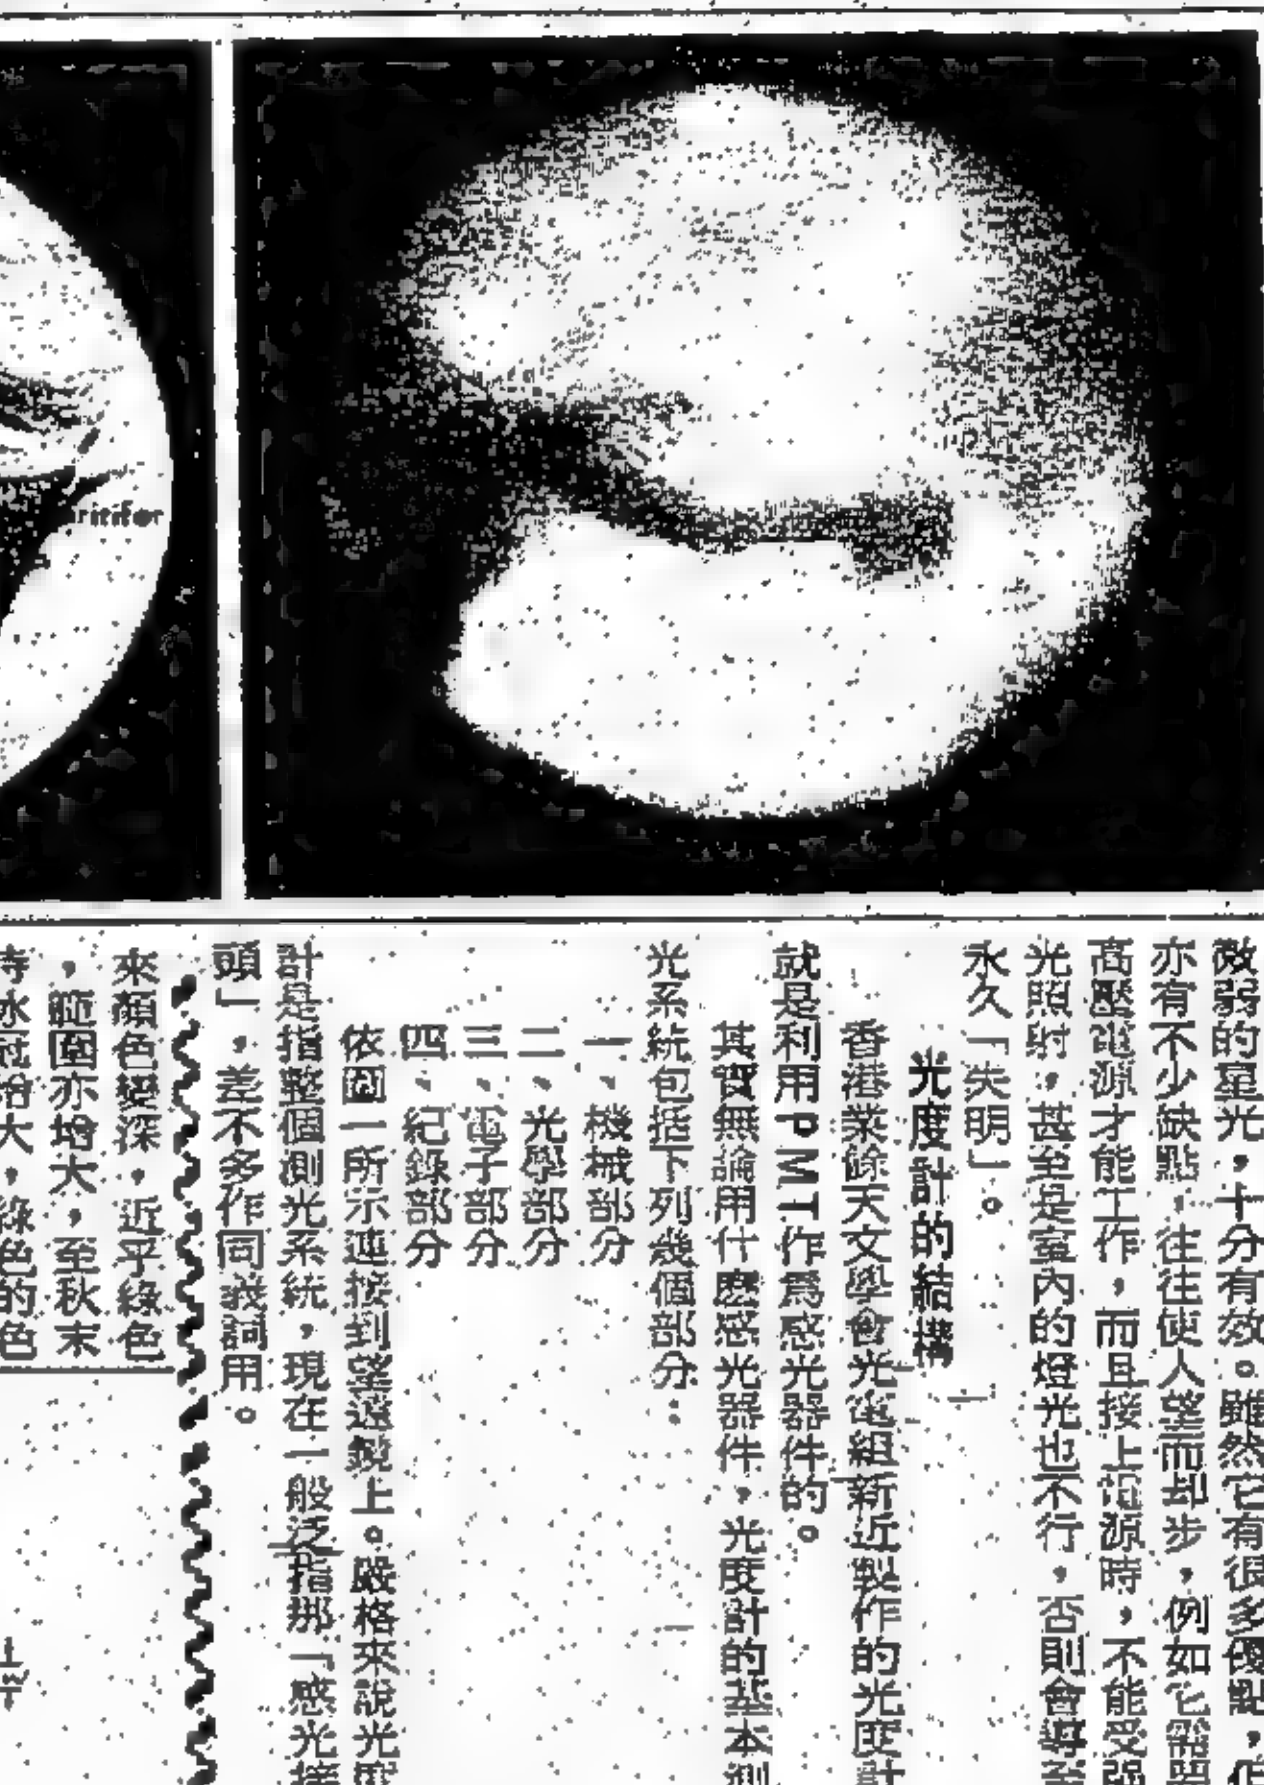 微弱的星光，十分有效。雖然它有很多優點，但
亦有不少缺點，往往使人望而却步，例如它需
高壓電源才能工作，而且接上電源時，不能受強
光照射，甚至是室內的燈光也不行，否則會導至
永久「失明」。
光度計的結構
香港業餘天文學會光電組新近製作的光度計
就是利用PMT作爲感光器件的。
其實無論用什麽感光器件，光度計的基本測
光系統包括下列幾個部分：
一、機械部分
二、光學部分
三、電子部分
四、紀錄部分
依圖一所示連接到望遠鏡上。嚴格來說光度
計是指整個測光系統，現在一般泛指那「感光接
頭」，差不多作同義詞用。
來顏色變深，近乎綠色
，範圍亦增大，至秋末
時冰冠增大，綠色的色